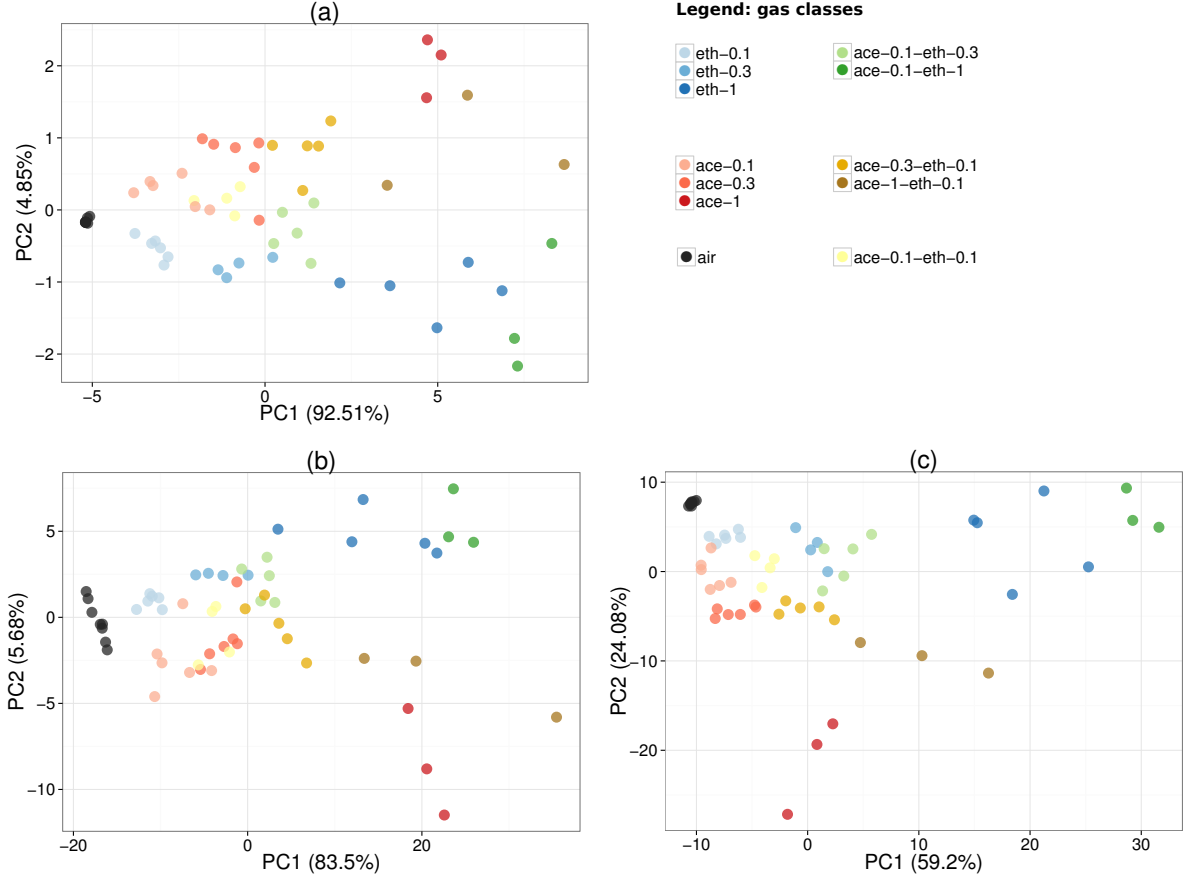 (a)
PC2 (4.85%)
2
1
0
−1
−2
−5
0
5
PC1 (92.51%)
Legend: gas classes
eth−0.1
eth−0.3
eth−1
ace−0.1−eth−0.3
ace−0.1−eth−1
ace−0.1
ace−0.3
ace−1
ace−0.3−eth−0.1
ace−1−eth−0.1
air
ace−0.1−eth−0.1
(b)
PC2 (5.68%)
5
0
−5
−10
−20
0
20
PC1 (83.5%)
(c)
PC2 (24.08%)
10
0
−10
−20
−10
0
10
20
30
PC1 (59.2%)